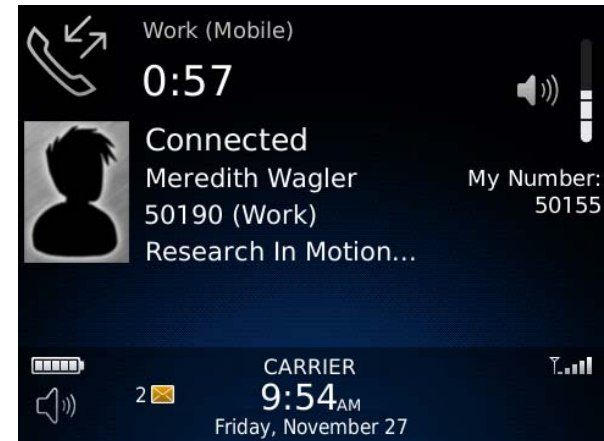 Work (Mobile)
0:57
Connected
Meredith Wagler
50190 (Work)
Research In Motion...
My Number:
50155
CARRIER
2
9:54AM
Friday, November 27